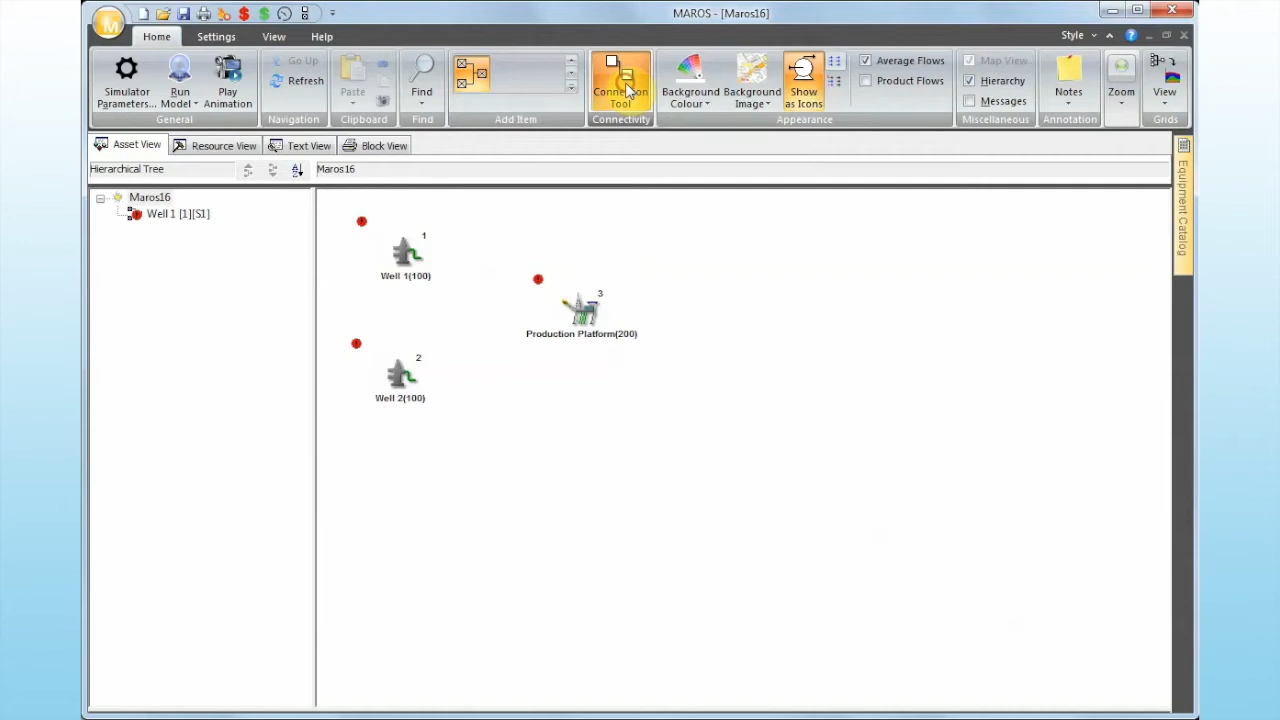 MAROS - [Maros16]
M
Home Settings View Help Style
Simulator Parameters... Run Model Play Animation
General
Go Up
Refresh
Navigation
Paste
Clipboard
Find
Find
Add Item
Connection Tool
Connectivity
Background Colour Background Image Show as Icons
Average Flows
Product Flows
Appearance
Map View
Hierarchy
Messages
Miscellaneous
Notes
Annotation
Zoom
View
Grids
Asset View Resource View Text View Block View
Hierarchical Tree Maros16
Maros16
Well 1 [1][S1]
1
Well 1(100)
3
Production Platform(200)
2
Well 2(100)
Equipment Catalog